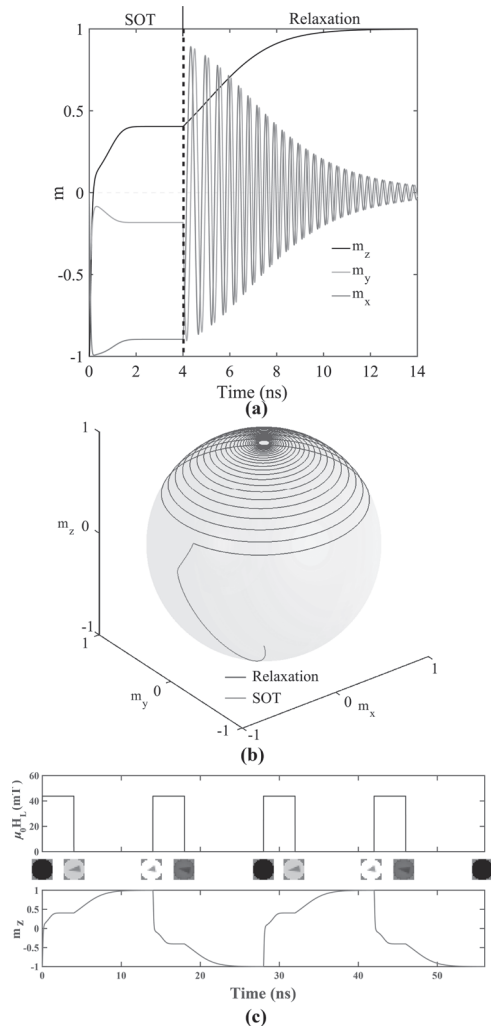 SOT
Relaxation
1
0.5
0
-0.5
-1
m
m_z
m_y
m_x
0 2 4 6 8 10 12 14
Time (ns)
(a)
1
m_z 0
-1
1
m_y 0
-1
-1
0 m_x
1
Relaxation
SOT
(b)
60
40
20
0
μ₀H_L (mT)
1
0.5
0
-0.5
-1
m_z
0 10 20 30 40 50
Time (ns)
(c)